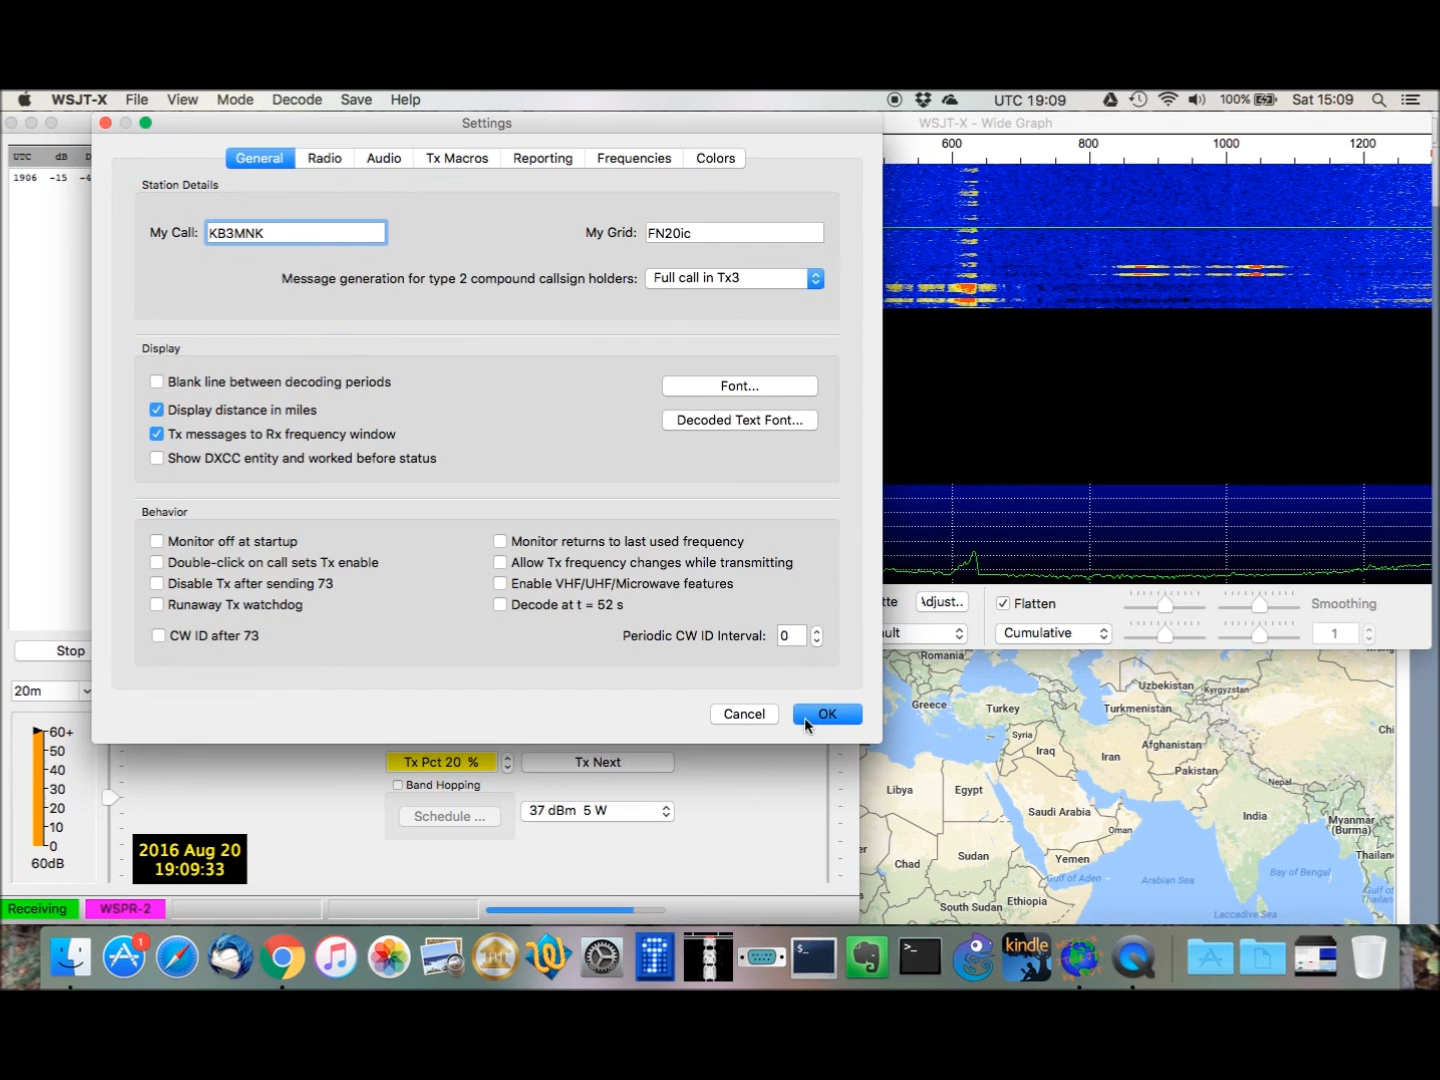 WSJT-X File View Mode Decode Save Help UTC 19:09 100% Sat 15:09
Settings
WSJT-X - Wide Graph
UTC dB D
1906 -15 -4
General Radio Audio Tx Macros Reporting Frequencies Colors
600 800 1000 1200
Station Details
My Call: KB3MNK My Grid: FN20ic
Message generation for type 2 compound callsign holders: Full call in Tx3
Display
Blank line between decoding periods
Font...
Display distance in miles
Decoded Text Font...
Tx messages to Rx frequency window
Show DXCC entity and worked before status
Behavior
Monitor off at startup
Monitor returns to last used frequency
Double-click on call sets Tx enable
Allow Tx frequency changes while transmitting
Disable Tx after sending 73
Enable VHF/UHF/Microwave features
Runaway Tx watchdog
Decode at t = 52 s
CW ID after 73
Periodic CW ID Interval: 0
Cancel OK
tte Adjust.. Flatten Smoothing
ult Cumulative 1
Stop
20m
60+
50
40
30
20
10
0
60dB
Tx Pct 20 % Tx Next
Band Hopping
Schedule ... 37 dBm 5 W
2016 Aug 20
19:09:33
Receiving WSPR-2
Romania
Uzbekistan
Kyrgyzstan
Greece
Turkey
Turkmenistan
Syria
Iraq
Iran
Afghanistan
Chi
Pakistan
Nepal
Libya
Egypt
Saudi Arabia
India
Oman
Myanmar
(Burma)
Chad
Sudan
Yemen
Thailan
Gulf of Aden
Arabian Sea
Bay of Bengal
Gulf of
Thailan
South Sudan
Ethiopia
Laccadive Sea
1
kindle